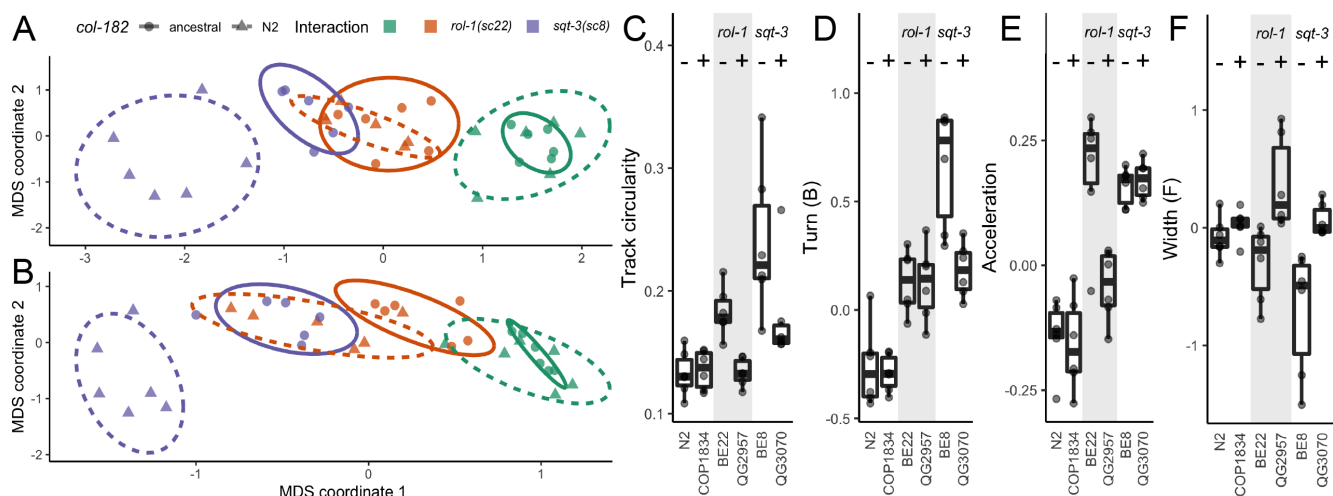 A
col-182 ancestral N2 Interaction rol-1(sc22) sqt-3(sc8)
MDS coordinate 2
1
0
-1
-2
-3 -2 -1 0 1 2
B
MDS coordinate 2
1
0
-1
-2
-1 0 1
MDS coordinate 1
C
rol-1 sqt-3
- + - + - +
Track circularity
0.4
0.3
0.2
0.1
N2 COP1834 BE22 QG2957 BE8 QG3070
D
rol-1 sqt-3
- + - + - +
Turn (B)
1.0
0.5
0.0
-0.5
N2 COP1834 BE22 QG2957 BE8 QG3070
E
rol-1 sqt-3
- + - + - +
Acceleration
0.25
0.00
-0.25
N2 COP1834 BE22 QG2957 BE8 QG3070
F
rol-1 sqt-3
- + - + - +
Width (F)
1
0
-1
N2 COP1834 BE22 QG2957 BE8 QG3070